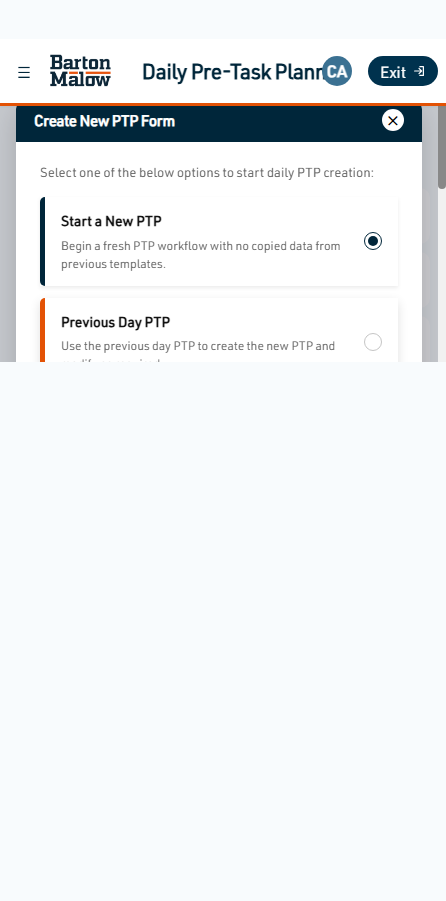 Barton
Malow
Daily Pre-Task Plann
CA
Exit
Create New PTP Form
Select one of the below options to start daily PTP creation:
Start a New PTP
Begin a fresh PTP workflow with no copied data from
previous templates.
Previous Day PTP
Use the previous day PTP to create the new PTP and